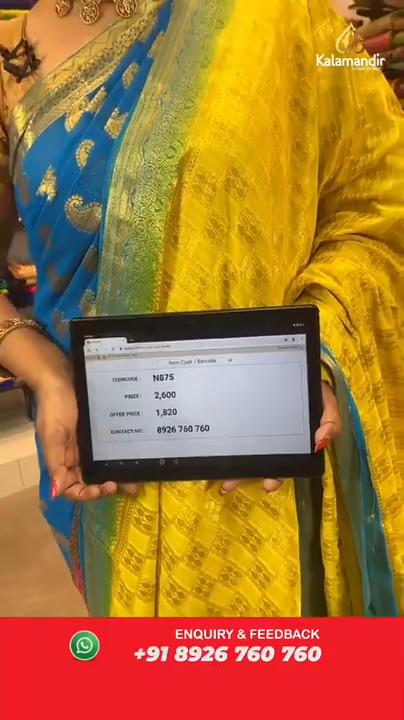 Kalamandir
Item Code / Barcode
ITEMCODE : N875
PRICE : 2,600
OFFER PRICE : 1,820
CONTACT NO : 8926 760 760
ENQUIRY & FEEDBACK
+91 8926 760 760